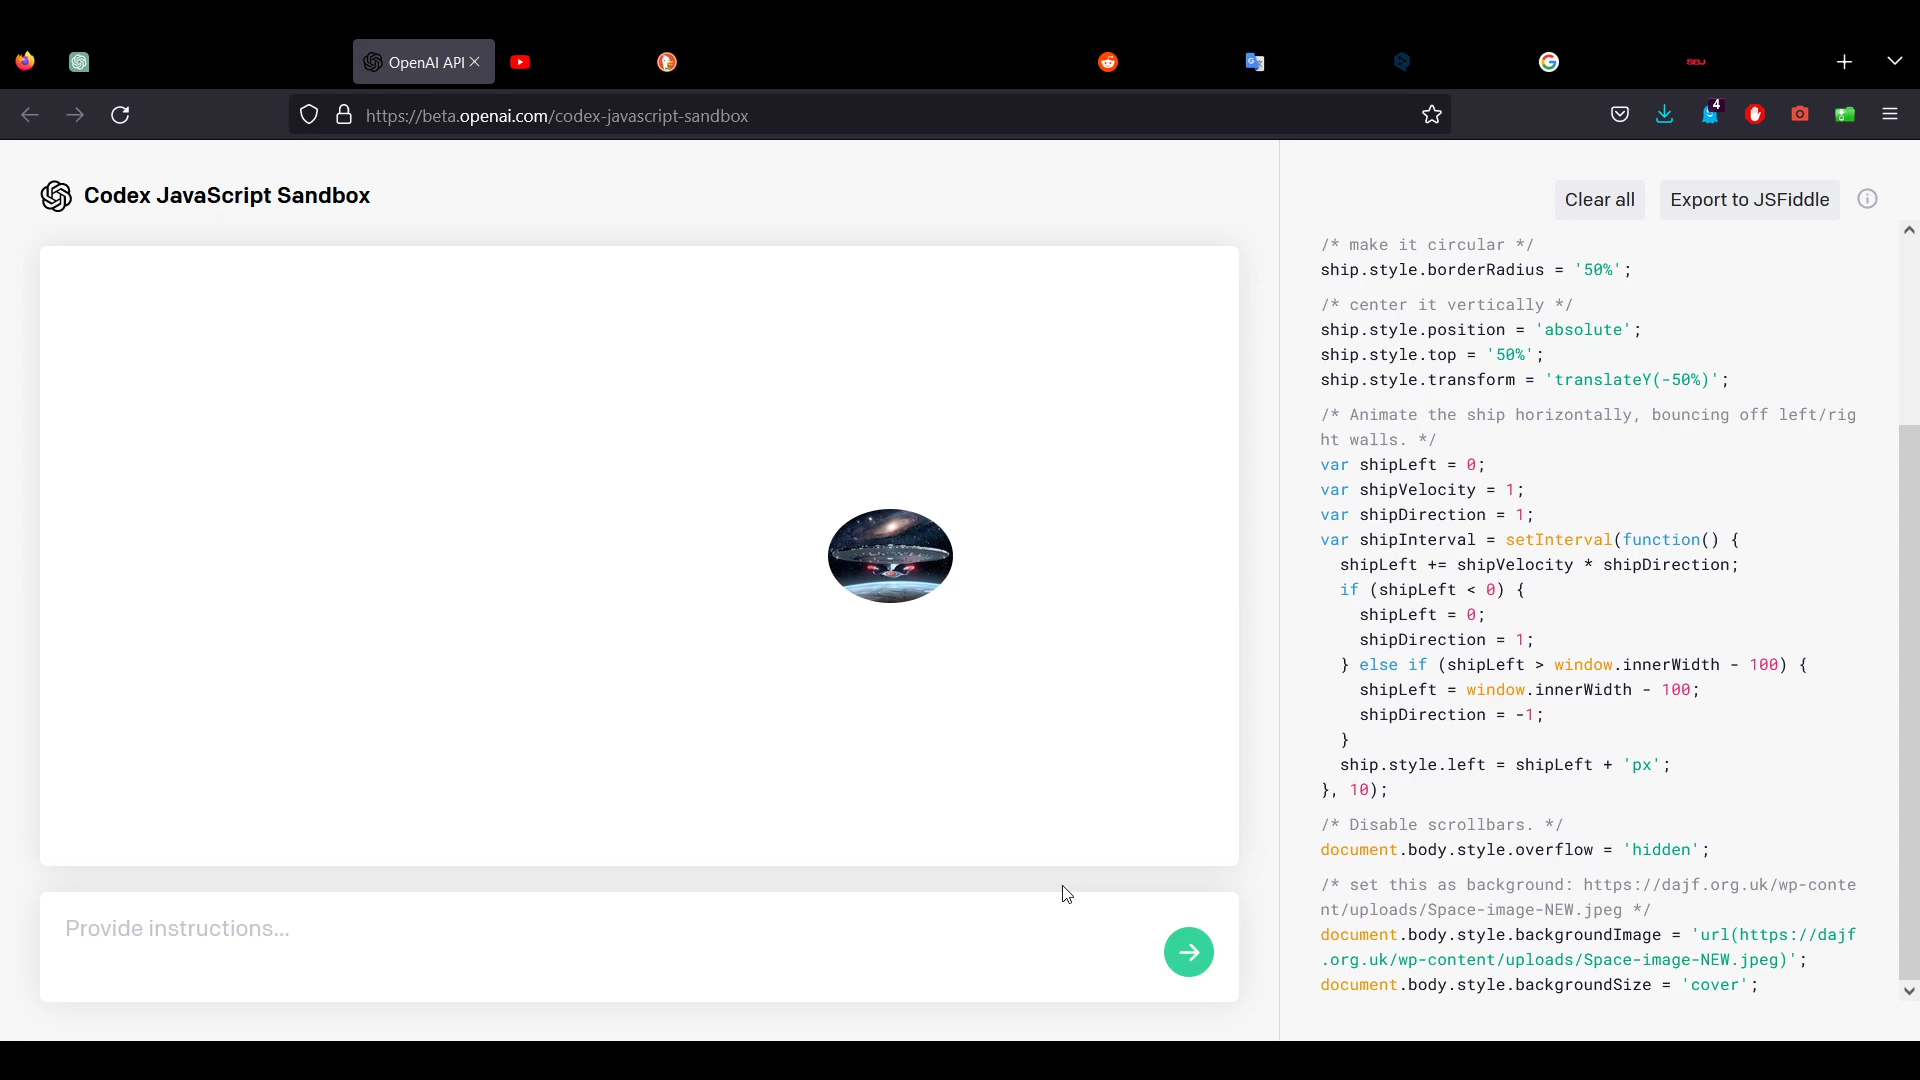 OpenAI API
SBJ
https://beta.openai.com/codex-javascript-sandbox
4
Codex JavaScript Sandbox
Clear all
Export to JSFiddle
/* make it circular */
ship.style.borderRadius = '50%';
/* center it vertically */
ship.style.position = 'absolute';
ship.style.top = '50%';
ship.style.transform = 'translateY(-50%)';
/* Animate the ship horizontally, bouncing off left/rig
ht walls. */
var shipLeft = 0;
var shipVelocity = 1;
var shipDirection = 1;
var shipInterval = setInterval(function() {
shipLeft += shipVelocity * shipDirection;
if (shipLeft < 0) {
shipLeft = 0;
shipDirection = 1;
} else if (shipLeft > window.innerWidth - 100) {
shipLeft = window.innerWidth - 100;
shipDirection = -1;
}
ship.style.left = shipLeft + 'px';
}, 10);
/* Disable scrollbars. */
document.body.style.overflow = 'hidden';
/* set this as background: https://dajf.org.uk/wp-conte
nt/uploads/Space-image-NEW.jpeg */
document.body.style.backgroundImage = 'url(https://dajf
.org.uk/wp-content/uploads/Space-image-NEW.jpeg)';
document.body.style.backgroundSize = 'cover';
Provide instructions...